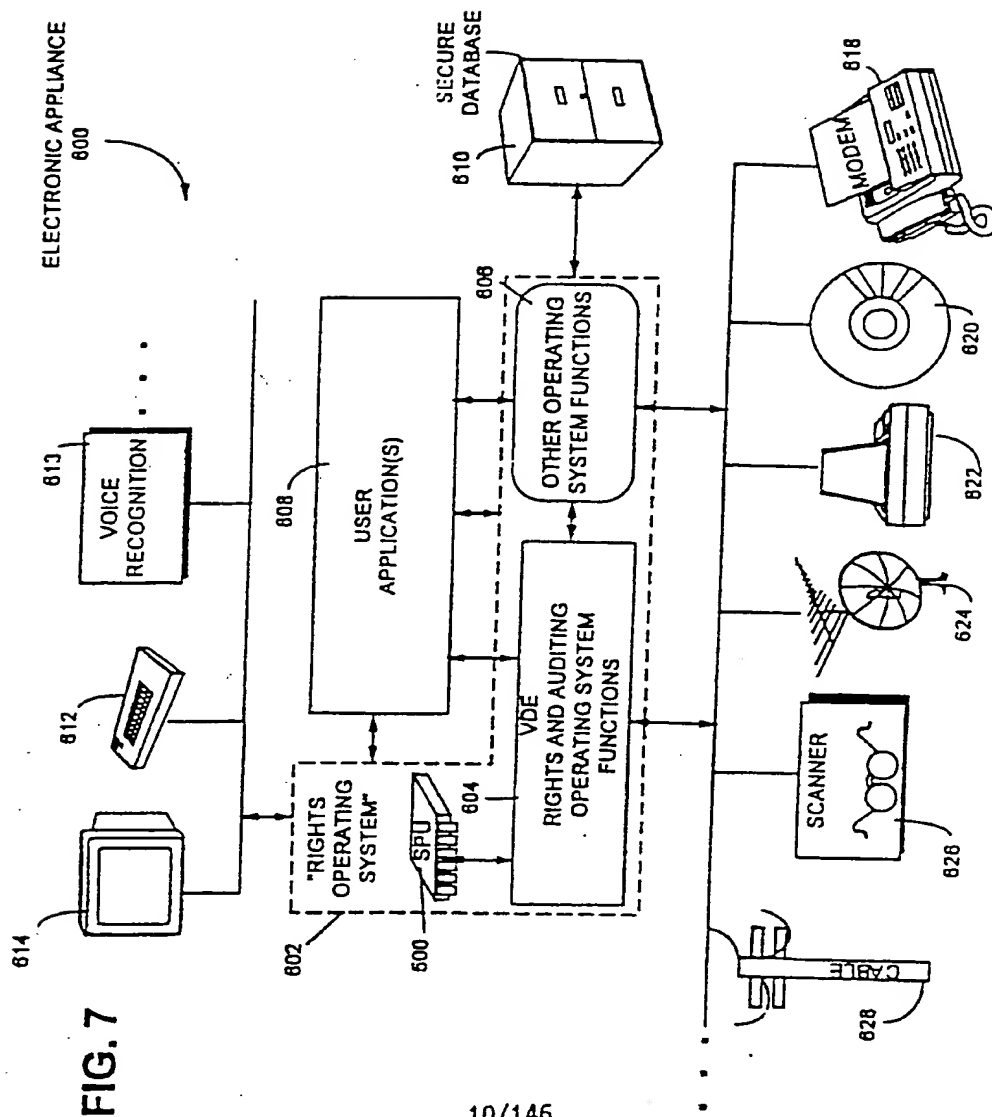 FIG. 7
ELECTRONIC APPLIANCE
600
614
612
613
VOICE
RECOGNITION
602
"RIGHTS
OPERATING
SYSTEM"
SPU
500
608
USER
APPLICATION(S)
604
VDE
RIGHTS AND AUDITING
OPERATING SYSTEM
FUNCTIONS
606
OTHER OPERATING
SYSTEM FUNCTIONS
610
SECURE
DATABASE
CABLE
628
SCANNER
626
624
622
620
MODEM
618
10/146